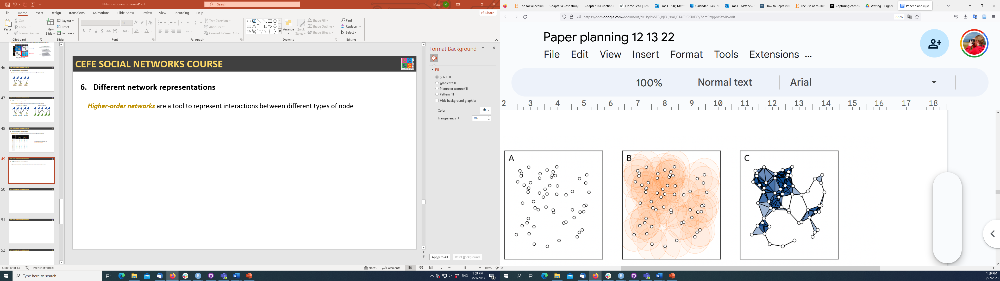 NetworksCourse - PowerPoint
Search
Matt
M
File Home Insert Design Transitions Animations Slide Show Review View Recording Help
Share
Paste
Cut
Copy
Format Painter
Clipboard
New
Slide
Layout
Reset
Section
Slides
24
Font
Paragraph
Text Direction
Align Text
Convert to SmartArt
Arrange
Quick
Styles
Shape Fill
Shape Outline
Shape Effects
Drawing
Find
Replace
Select
Editing
46
47
48
49
50
51
52
CEFE SOCIAL NETWORKS COURSE
6. Different network representations
Higher-order networks are a tool to represent interactions between different types of node
Format Background
Fill
Solid fill
Gradient fill
Picture or texture fill
Pattern fill
Hide background graphics
Color
Transparency
0%
Apply to All
Reset Background
Slide 49 of 62
French (France)
Notes
Comments
104%
Type here to search
ENG
1:59 PM
3/27/2023
2
The social evoluti
Chapter 4 Case study
Chapter 18 Functions
Home Feed | Res
Email - Silk, Matt
Calendar - Silk, M
Email - Matthew
How to Represen
The use of multil
Capturing compl
Writing - Higher-
Paper planning
https://docs.google.com/document/d/1kyPnSF6_kjKUjsral_CT4OIOSibEGy7dm9rqgeASzMk/edit
270%
Paper planning 12 13 22
File Edit View Insert Format Tools Extensions ...
100% Normal text Arial
2 3 4 5 6 7 8 9 10 11 12 13 14 15 16 17 18
A
B
C
1:59 PM
3/27/2023